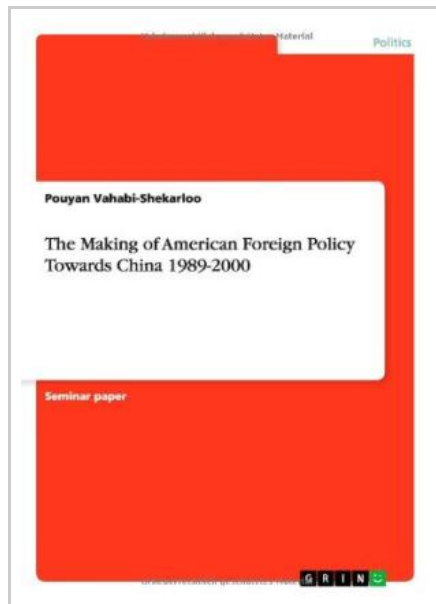 Politics
Pouyan Vahabi-Shekarloo
The Making of American Foreign Policy
Towards China 1989-2000
Seminar paper
GRIN